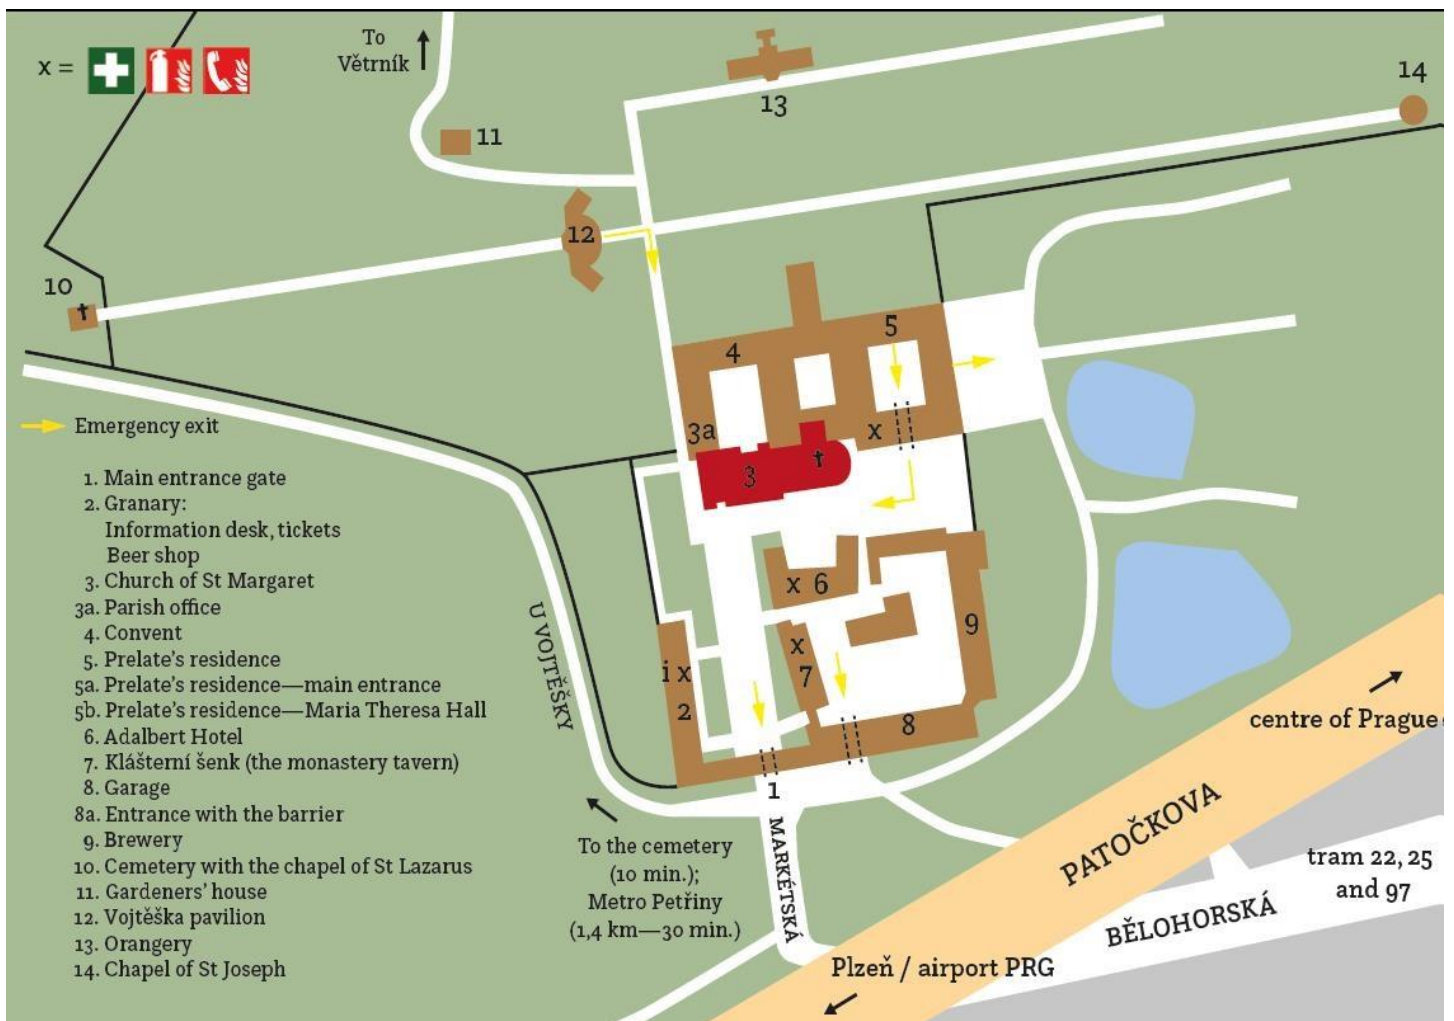 x =
To
Větrník
14
13
11
12
10
5
4
3a
x
3
Emergency exit
1. Main entrance gate
2. Granary:
Information desk, tickets
Beer shop
3. Church of St Margaret
3a. Parish office
4. Convent
5. Prelate's residence
5a. Prelate's residence—main entrance
5b. Prelate's residence—Maria Theresa Hall
6. Adalbert Hotel
7. Klášterní šenk (the monastery tavern)
8. Garage
8a. Entrance with the barrier
9. Brewery
10. Cemetery with the chapel of St Lazarus
11. Gardeners' house
12. Vojtěška pavilion
13. Orangery
14. Chapel of St Joseph
x 6
9
U VOJTĚŠKY
x
7
i x
2
8
1
centre of Prague
To the cemetery
(10 min.);
Metro Petřiny
(1,4 km—30 min.)
MARKÉTSKÁ
PATOČKOVA
tram 22, 25
and 97
BĚLOHORSKÁ
Plzeň / airport PRG